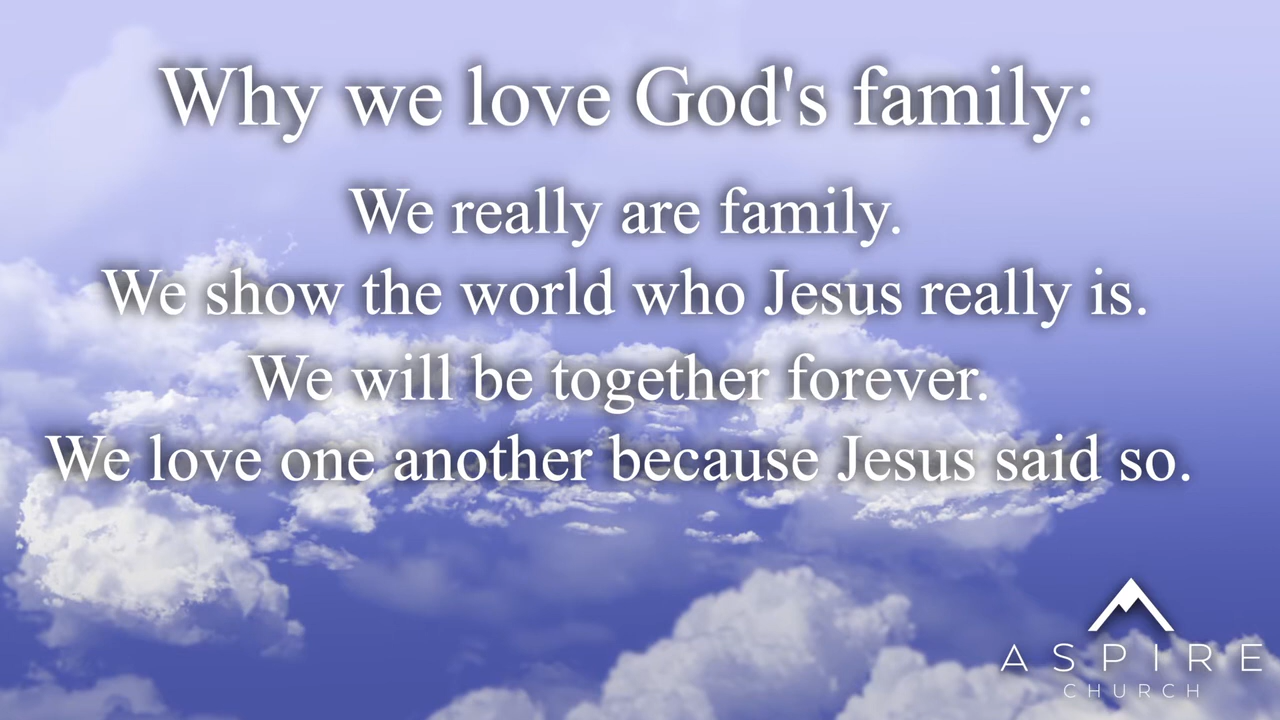 Why we love God's family:
We really are family.
We show the world who Jesus really is.
We will be together forever.
We love one another because Jesus said so.
ASPIRE
CHURCH